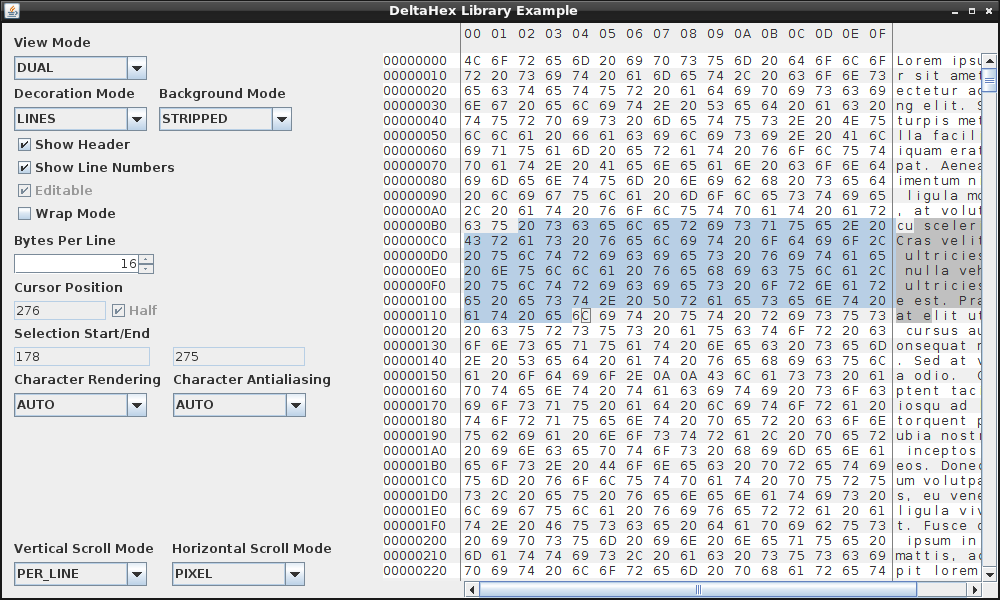 DeltaHex Library Example
View Mode
DUAL
Decoration Mode Background Mode
LINES STRIPPED
Show Header
Show Line Numbers
Editable
Wrap Mode
Bytes Per Line
16
Cursor Position
276 Half
Selection Start/End
178 275
Character Rendering Character Antialiasing
AUTO AUTO
Vertical Scroll Mode Horizontal Scroll Mode
PER_LINE PIXEL
00 01 02 03 04 05 06 07 08 09 0A 0B 0C 0D 0E 0F
00000000 4C 6F 72 65 6D 20 69 70 73 75 6D 20 64 6F 6C 6F Lorem ipsu
00000010 72 20 73 69 74 20 61 6D 65 74 2C 20 63 6F 6E 73 r sit amet
00000020 65 63 74 65 74 75 72 20 61 64 69 70 69 73 63 69 ectetur ad
00000030 6E 67 20 65 6C 69 74 2E 20 53 65 64 20 61 63 20 ng elit. S
00000040 74 75 72 70 69 73 20 6D 65 74 75 73 2E 20 4E 75 turpis met
00000050 6C 6C 61 20 66 61 63 69 6C 69 73 69 2E 20 41 6C lla facili
00000060 69 71 75 61 6D 20 65 72 61 74 20 76 6F 6C 75 74 iquam erat
00000070 70 61 74 2E 20 41 65 6E 65 61 6E 20 63 6F 6E 64 pat. Aenea
00000080 69 6D 65 6E 74 75 6D 20 6E 69 62 68 20 73 65 64 imentum n
00000090 20 6C 69 67 75 6C 61 20 6D 6F 6C 65 73 74 69 65 ligula mo
000000A0 2C 20 61 74 20 76 6F 6C 75 74 70 61 74 20 61 72 , at volut
000000B0 63 75 20 73 63 65 6C 65 72 69 73 71 75 65 2E 20 cu sceler
000000C0 43 72 61 73 20 76 65 6C 69 74 20 6F 64 69 6F 2C Cras velit
000000D0 20 75 6C 74 72 69 63 69 65 73 20 76 69 74 61 65 ultricies
000000E0 20 6E 75 6C 6C 61 20 76 65 68 69 63 75 6C 61 2C nulla veh
000000F0 20 75 6C 74 72 69 63 69 65 73 20 6F 72 6E 61 72 ultricies
00000100 65 20 65 73 74 2E 20 50 72 61 65 73 65 6E 74 20 e est. Pra
00000110 61 74 20 65 6C 69 74 20 75 74 20 72 69 73 75 73 at elit ut
00000120 20 63 75 72 73 75 73 20 61 75 63 74 6F 72 20 63 cursus au
00000130 6F 6E 73 65 71 75 61 74 20 6E 65 63 20 73 65 6D onsequat n
00000140 2E 20 53 65 64 20 61 74 20 76 65 68 69 63 75 6C . Sed at v
00000150 61 20 6F 64 69 6F 2E 0A 0A 43 6C 61 73 73 20 61 a odio. C
00000160 70 74 65 6E 74 20 74 61 63 69 74 69 20 73 6F 63 ptent tac
00000170 69 6F 73 71 75 20 61 64 20 6C 69 74 6F 72 61 20 iosqu ad l
00000180 74 6F 72 71 75 65 6E 74 20 70 65 72 20 63 6F 6E torquent p
00000190 75 62 69 61 20 6E 6F 73 74 72 61 2C 20 70 65 72 ubia nostr
000001A0 20 69 6E 63 65 70 74 6F 73 20 68 69 6D 65 6E 61 inceptos
000001B0 65 6F 73 2E 20 44 6F 6E 65 63 20 70 72 65 74 69 eos. Donec
000001C0 75 6D 20 76 6F 6C 75 74 70 61 74 20 70 75 72 75 um volutpa
000001D0 73 2C 20 65 75 20 76 65 6E 65 6E 61 74 69 73 20 s, eu vene
000001E0 6C 69 67 75 6C 61 20 76 69 76 65 72 72 61 20 61 ligula viv
000001F0 74 2E 20 46 75 73 63 65 20 64 61 70 69 62 75 73 t. Fusce d
00000200 20 69 70 73 75 6D 20 69 6E 20 6E 65 71 75 65 20 ipsum in
00000210 6D 61 74 74 69 73 2C 20 61 63 20 73 75 73 63 69 mattis, a
00000220 70 69 74 20 6C 6F 72 65 6D 20 70 68 61 72 65 74 pit lorem